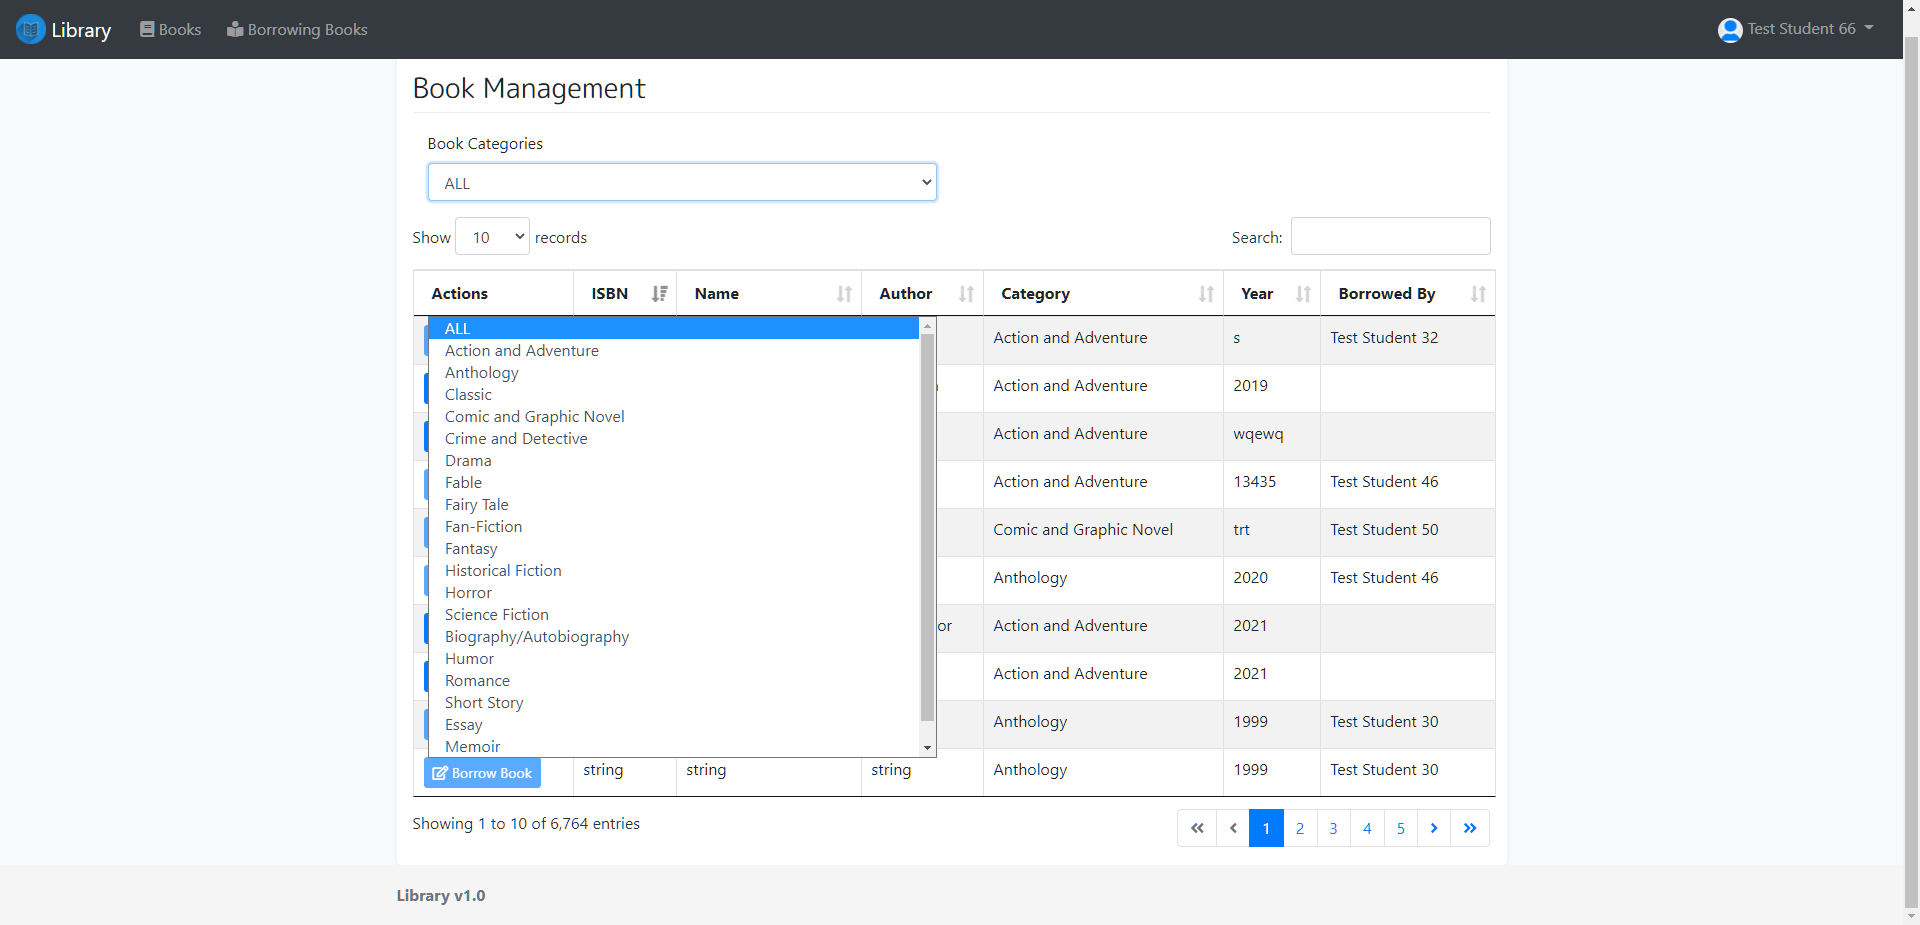 Library Books Borrowing Books Test Student 66
Book Management
Book Categories
ALL
Show 10 records Search:
Actions ISBN Name Author Category Year Borrowed By
ALL
Action and Adventure s Test Student 32
Action and Adventure
Anthology
Action and Adventure 2019
Classic
Comic and Graphic Novel
Action and Adventure wqewq
Crime and Detective
Drama
Fable
Action and Adventure 13435 Test Student 46
Fairy Tale
Fan-Fiction
Comic and Graphic Novel trt Test Student 50
Fantasy
Historical Fiction
Anthology 2020 Test Student 46
Horror
Science Fiction
or Action and Adventure 2021
Biography/Autobiography
Humor
Action and Adventure 2021
Romance
Short Story
Essay
Anthology 1999 Test Student 30
Memoir
Borrow Book string string string Anthology 1999 Test Student 30
Showing 1 to 10 of 6,764 entries
« ‹ 1 2 3 4 5 › »
Library v1.0